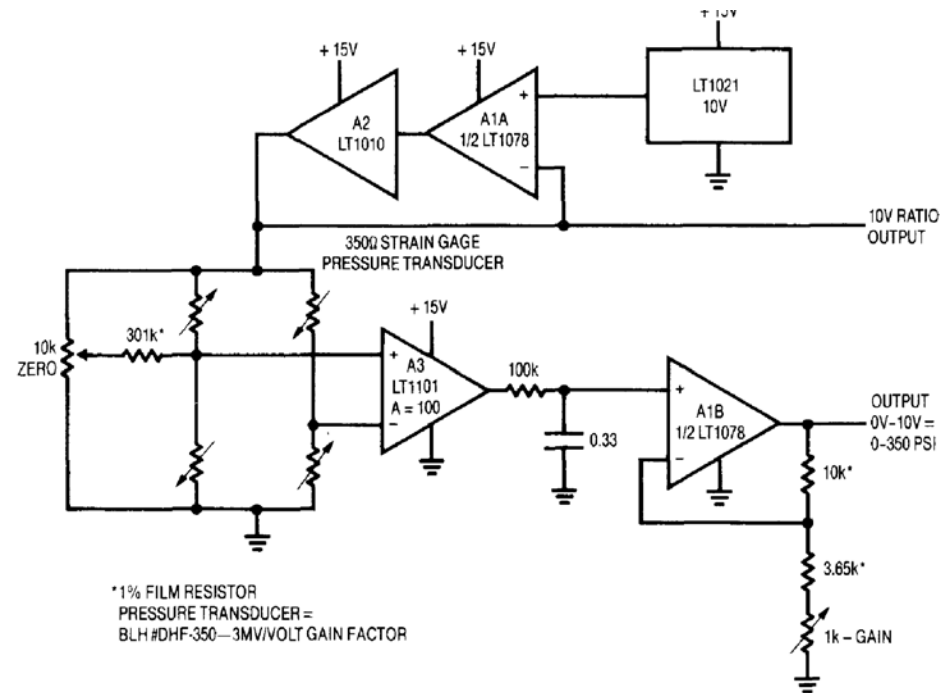 + 15V
+ 15V
+ 15V
LT1021
10V
A2
LT1010
A1A
1/2 LT1078
+
−
10V RATIO
OUTPUT
350Ω STRAIN GAGE
PRESSURE TRANSDUCER
10k
ZERO
301k*
+ 15V
+
A3
LT1101
A = 100
−
100k
0.33
+
A1B
1/2 LT1078
−
OUTPUT
0V–10V =
0–350 PSI
10k*
3.65k*
1k – GAIN
*1% FILM RESISTOR
PRESSURE TRANSDUCER =
BLH #DHF-350—3MV/VOLT GAIN FACTOR